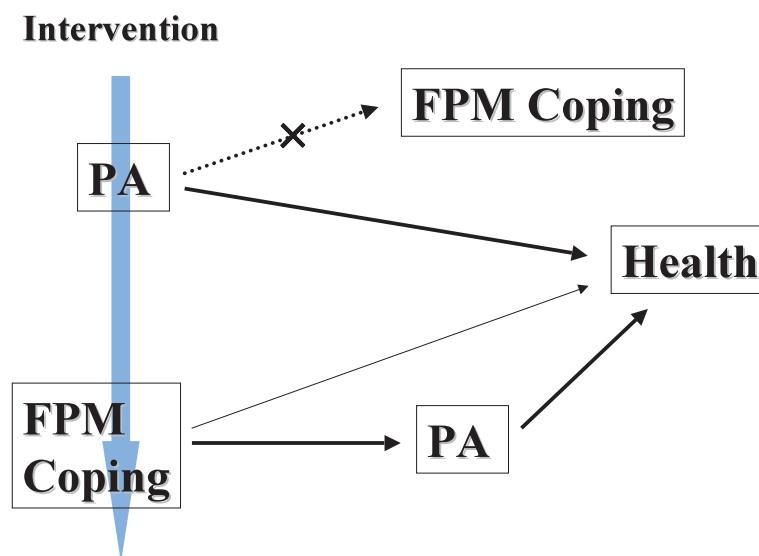 Intervention
FPM Coping
PA
Health
FPM
Coping
PA